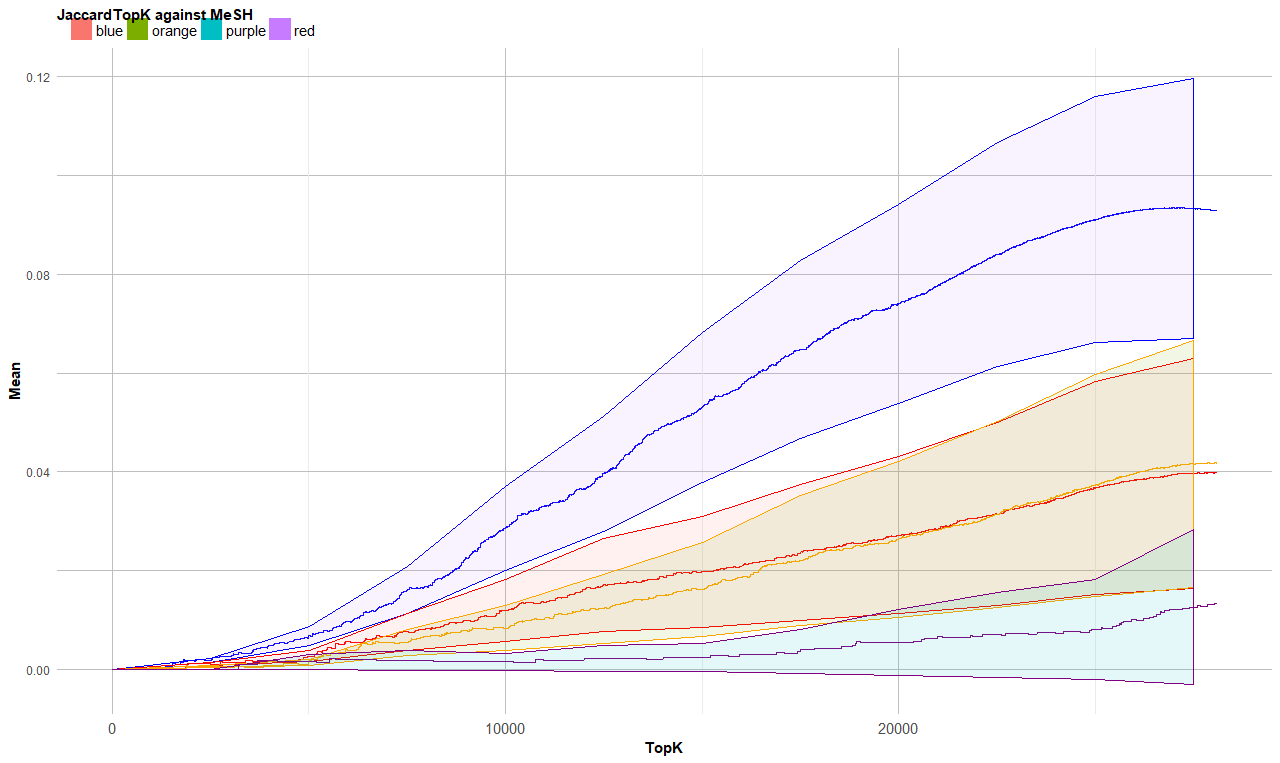 JaccardTopK against MeSH
blue orange purple red
0.12
0.08
0.04
0.00
Mean
0 10000 20000
TopK